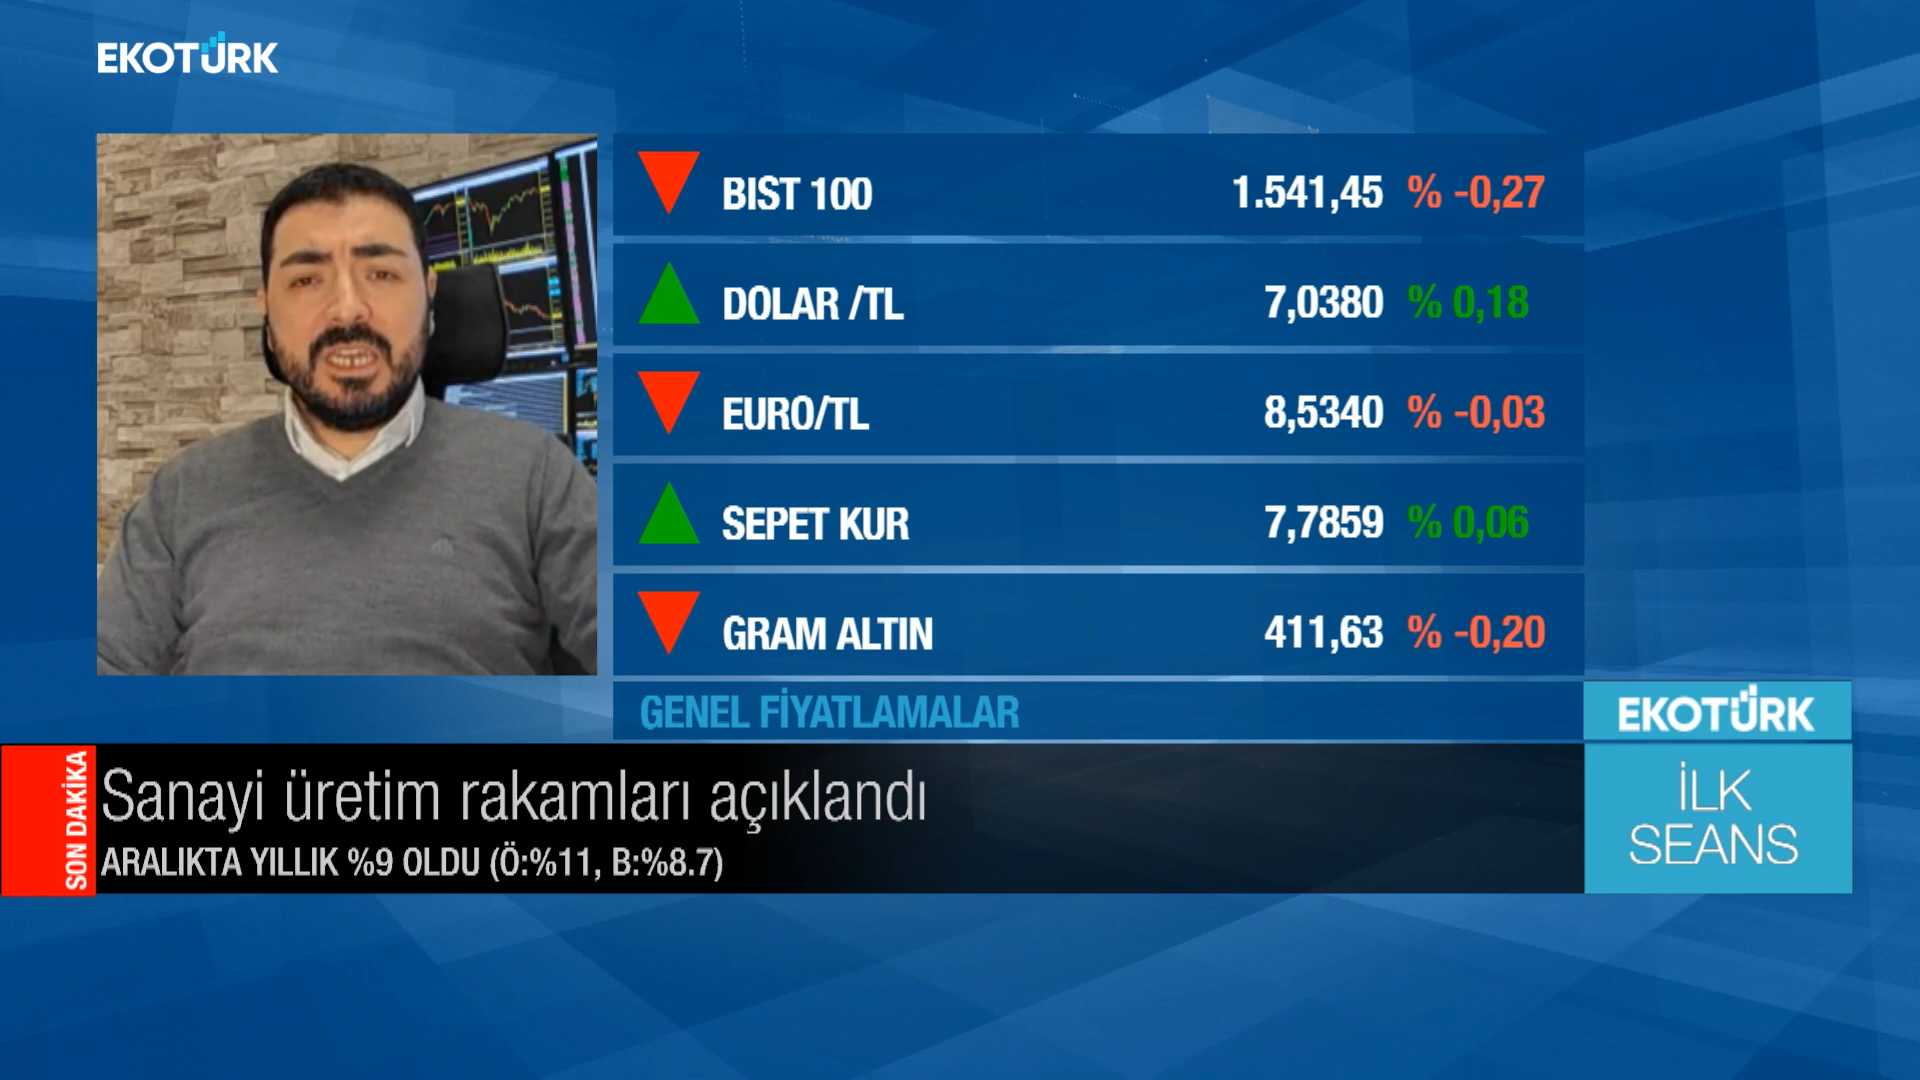 EKOTÜRK
BIST 100 1.541,45 % -0,27
DOLAR /TL 7,0380 % 0,18
EURO/TL 8,5340 % -0,03
SEPET KUR 7,7859 % 0,06
GRAM ALTIN 411,63 % -0,20
GENEL FİYATLAMALAR
EKOTÜRK
SON DAKİKA
Sanayi üretim rakamları açıklandı
ARALIKTA YILLIK %9 OLDU (Ö:%11, B:%8.7)
İLK
SEANS